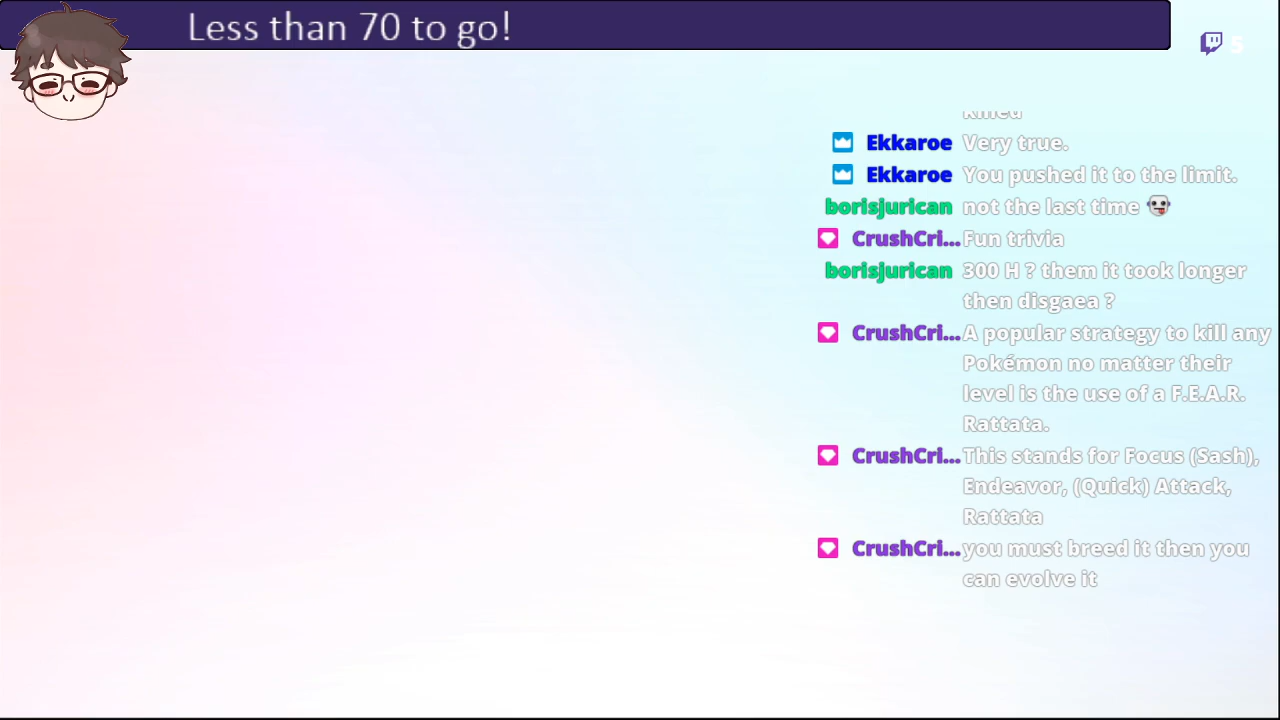 Less than 70 to go!
5
Ekkaroe Very true.
Ekkaroe You pushed it to the limit.
borisjurican not the last time
CrushCri... Fun trivia
borisjurican 300 H ? them it took longer
then disgaea ?
CrushCri... A popular strategy to kill any
Pokémon no matter their
level is the use of a F.E.A.R.
Rattata.
CrushCri... This stands for Focus (Sash),
Endeavor, (Quick) Attack,
Rattata
CrushCri... you must breed it then you
can evolve it